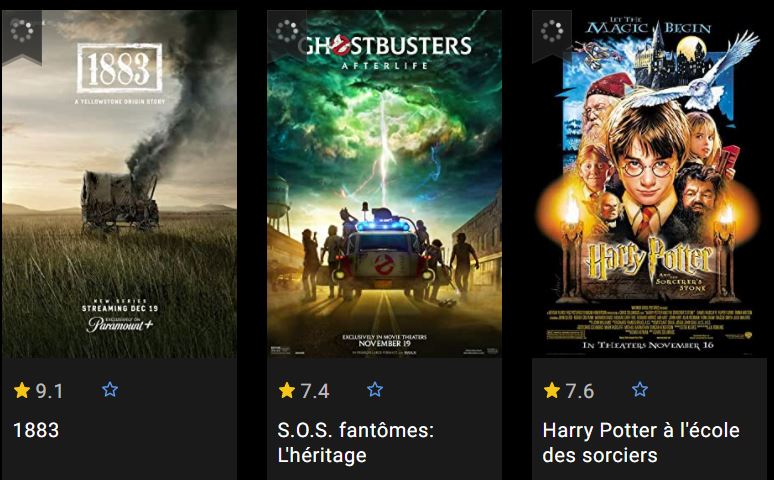 1883
A YELLOWSTONE ORIGIN STORY
NEW SERIES
STREAMING DEC 19
EXCLUSIVELY ON
Paramount+
9.1
1883
GHOSTBUSTERS
AFTERLIFE
EXCLUSIVELY IN MOVIE THEATERS
NOVEMBER 19
7.4
S.O.S. fantômes:
L'héritage
LET THE
MAGIC BEGIN
Harry Potter
AND THE
SORCERER'S
STONE
IN THEATERS NOVEMBER 16
7.6
Harry Potter à l'école
des sorciers